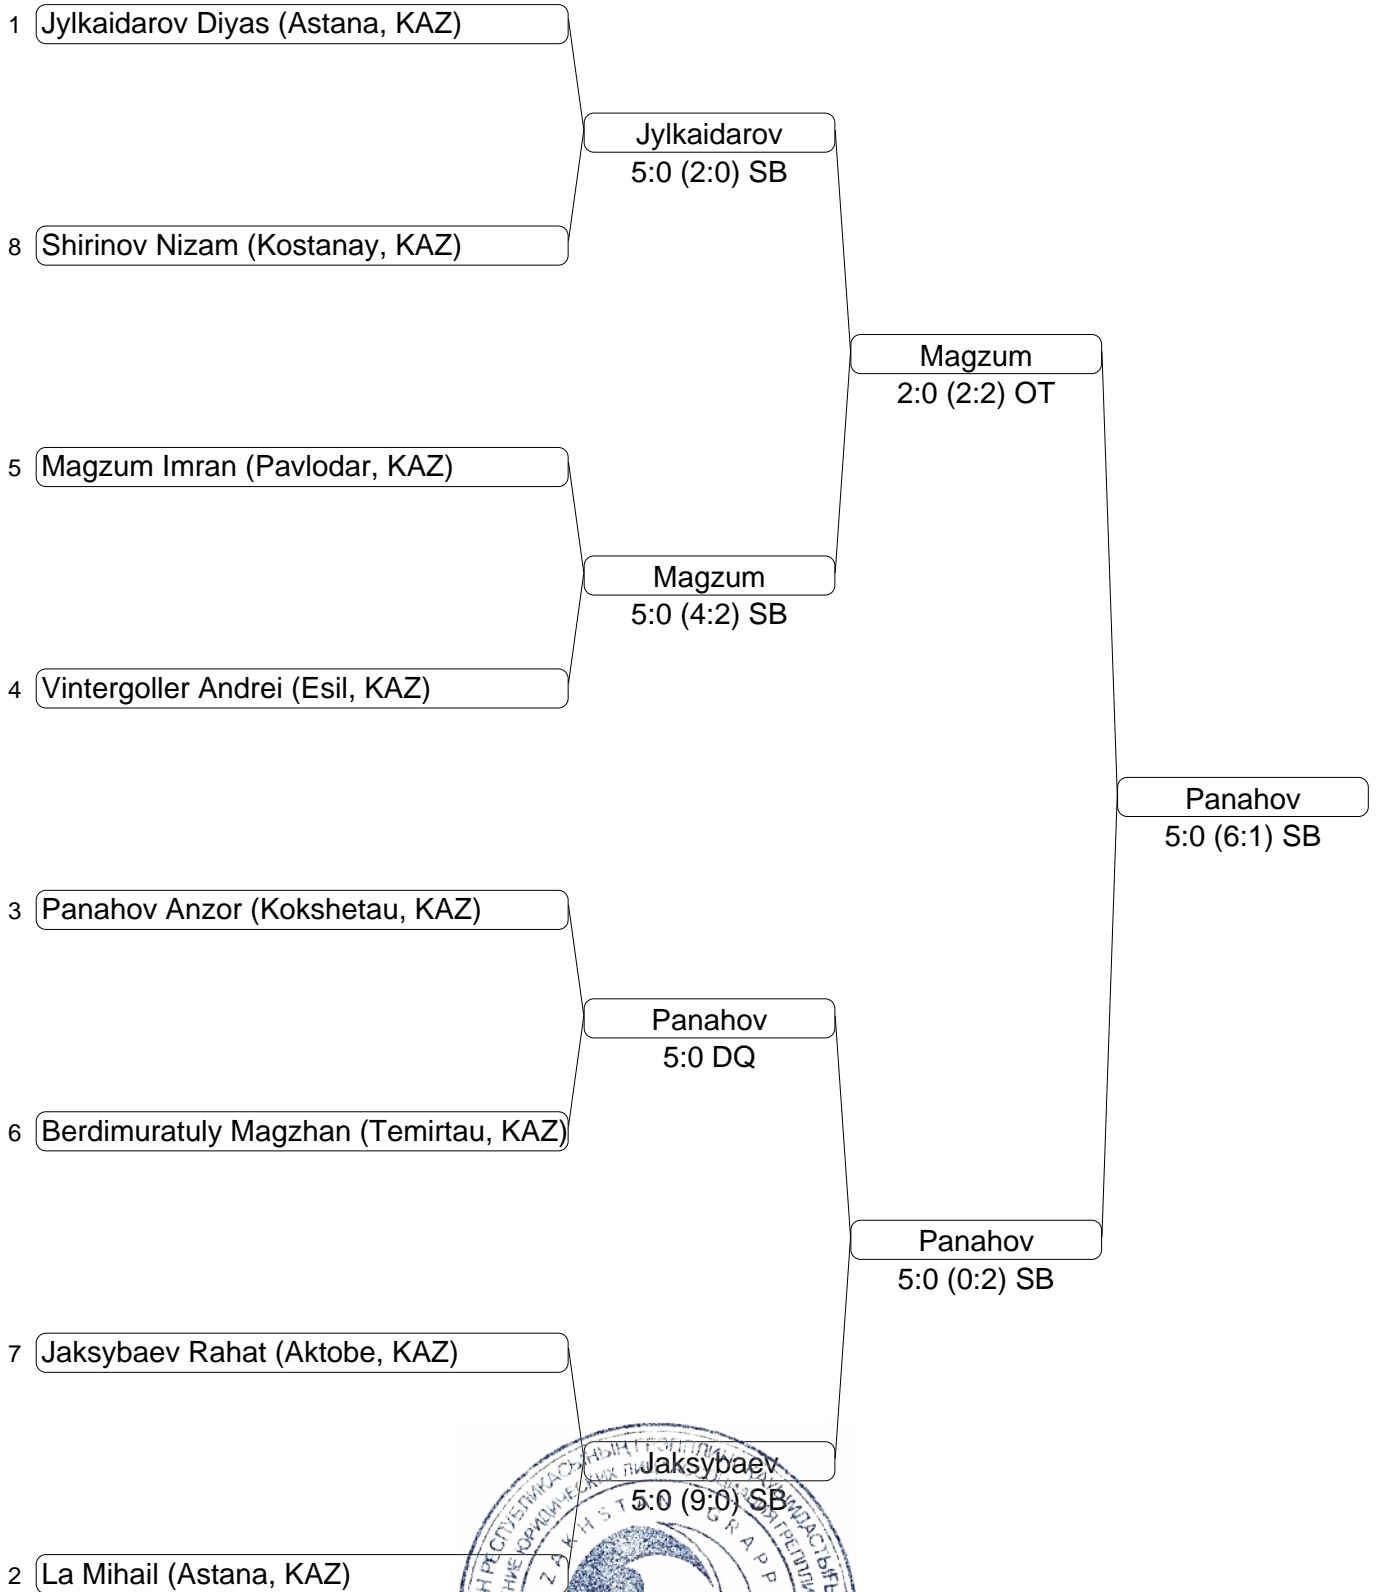 1 Jylkaidarov Diyas (Astana, KAZ)
Jylkaidarov
5:0 (2:0) SB
8 Shirinov Nizam (Kostanay, KAZ)
Magzum
2:0 (2:2) OT
5 Magzum Imran (Pavlodar, KAZ)
Magzum
5:0 (4:2) SB
4 Vintergoller Andrei (Esil, KAZ)
Panahov
5:0 (6:1) SB
3 Panahov Anzor (Kokshetau, KAZ)
Panahov
5:0 DQ
6 Berdimuratuly Magzhan (Temirtau, KAZ)
Panahov
5:0 (0:2) SB
7 Jaksybaev Rahat (Aktobe, KAZ)
Jaksybaev
5:0 (9:0) SB
2 La Mihail (Astana, KAZ)